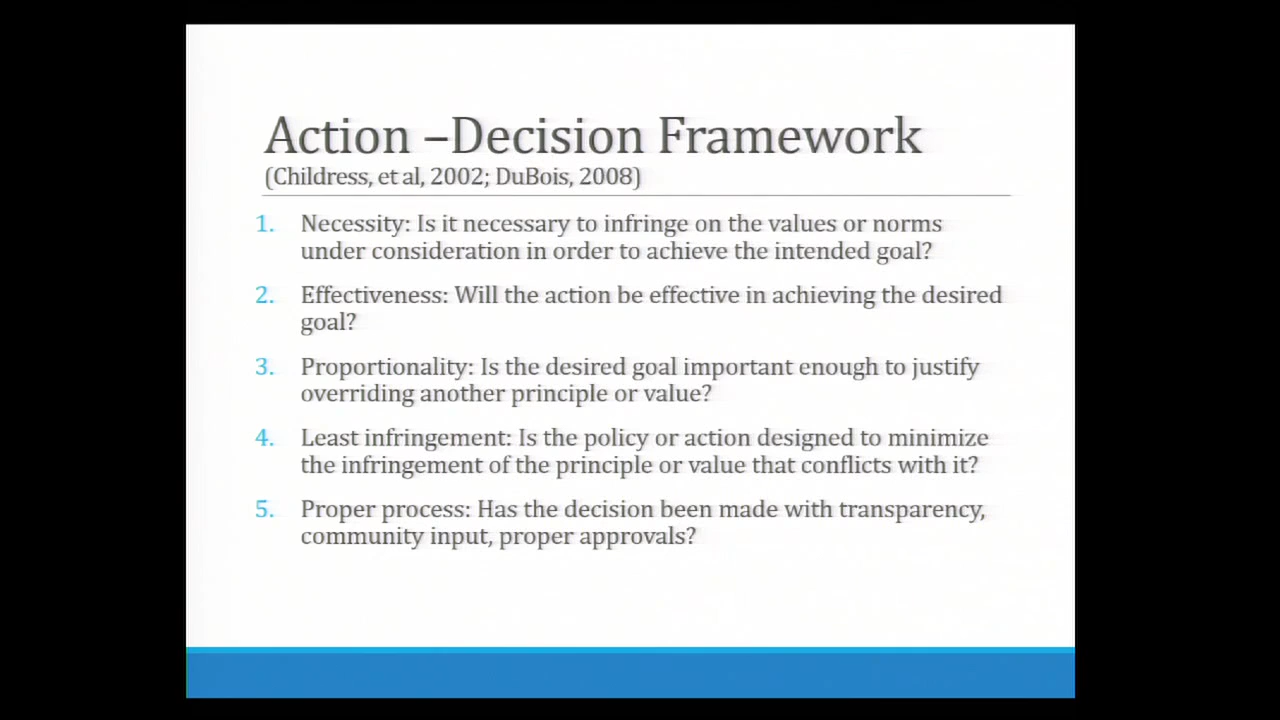 Action –Decision Framework
(Childress, et al, 2002; DuBois, 2008)
1. Necessity: Is it necessary to infringe on the values or norms
under consideration in order to achieve the intended goal?
2. Effectiveness: Will the action be effective in achieving the desired
goal?
3. Proportionality: Is the desired goal important enough to justify
overriding another principle or value?
4. Least infringement: Is the policy or action designed to minimize
the infringement of the principle or value that conflicts with it?
5. Proper process: Has the decision been made with transparency,
community input, proper approvals?